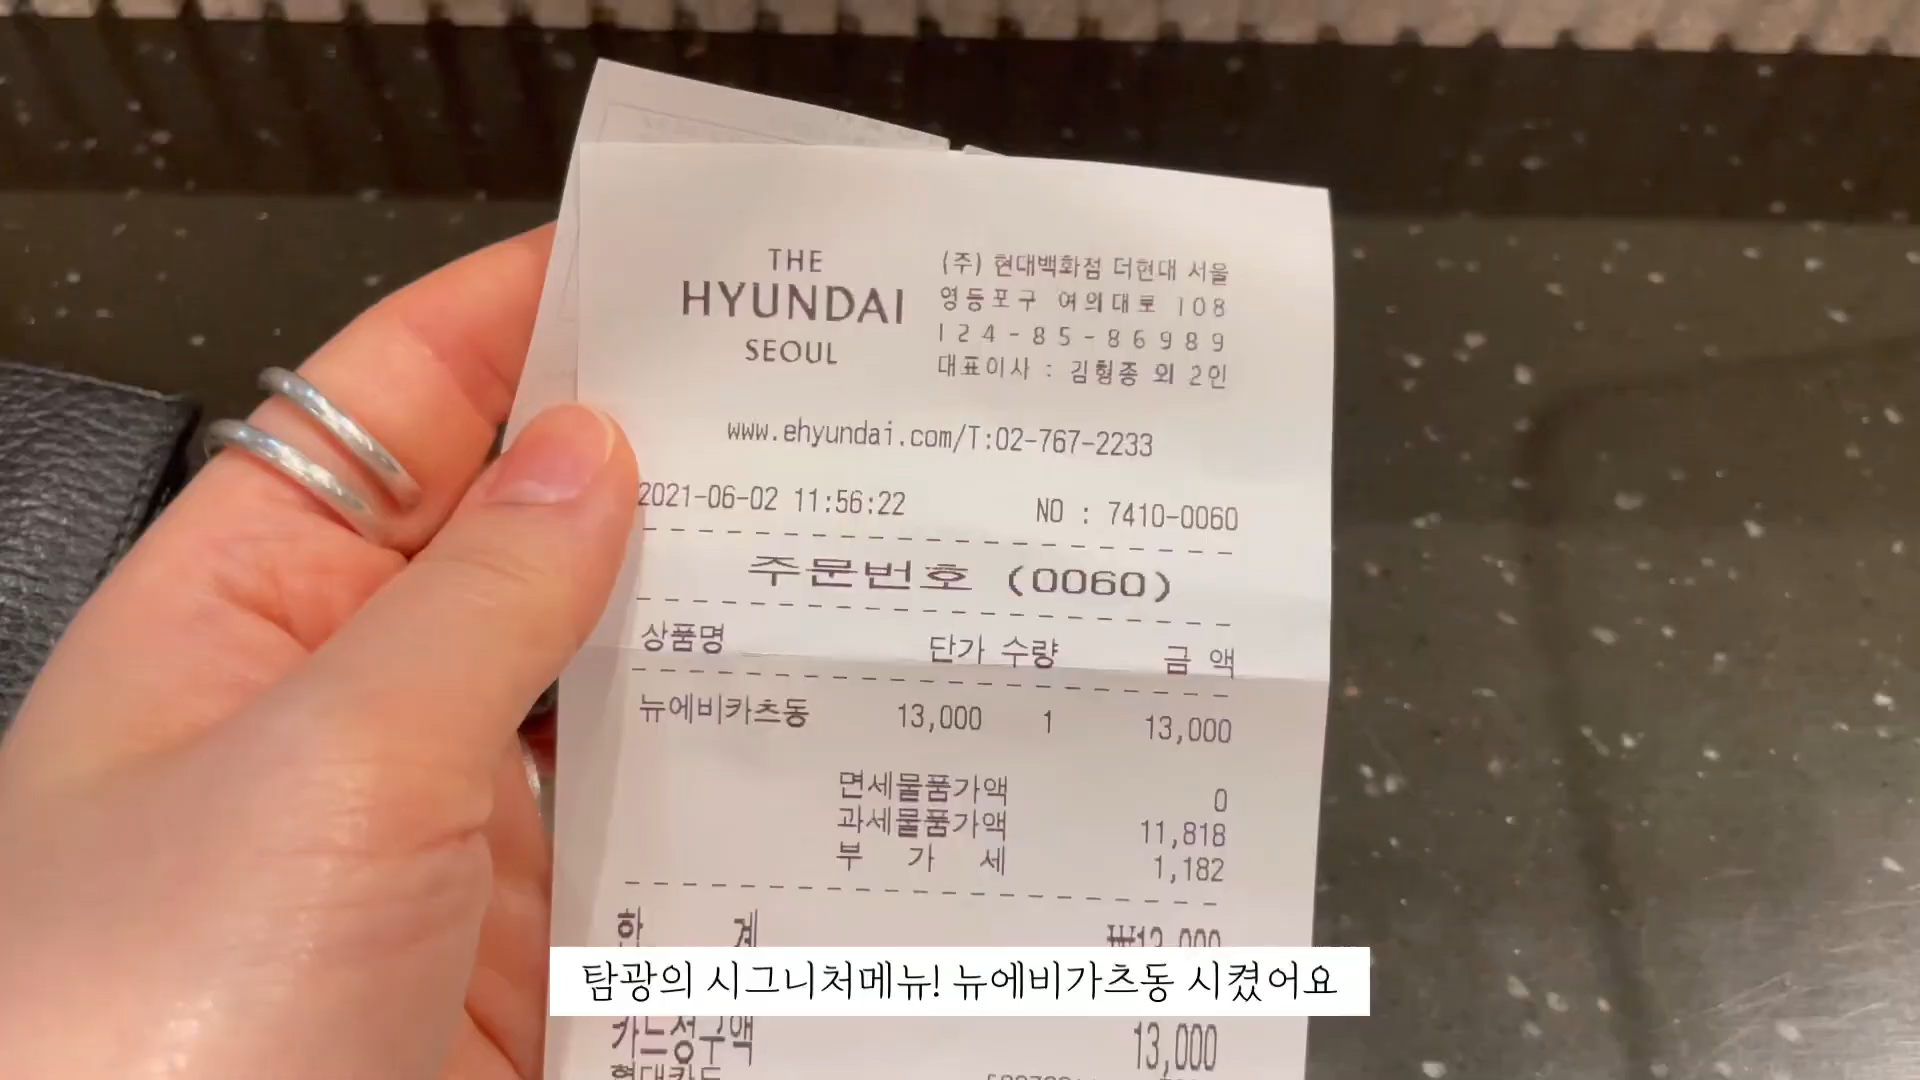 THE
HYUNDAI
SEOUL
(주) 현대백화점 더현대 서울
영등포구 여의대로 108
124-85-86989
대표이사 : 김형종 외 2인
www.ehyundai.com/T:02-767-2233
2021-06-02 11:56:22 NO : 7410-0060
주문번호 (0060)
상품명 단가 수량 금 액
뉴에비카츠동 13,000 1 13,000
면세물품가액 0
과세물품가액 11,818
부 가 세 1,182
합 계 ₩13,000
탐광의 시그니처메뉴! 뉴에비가츠동 시켰어요
카드청구액 13,000
현대카드